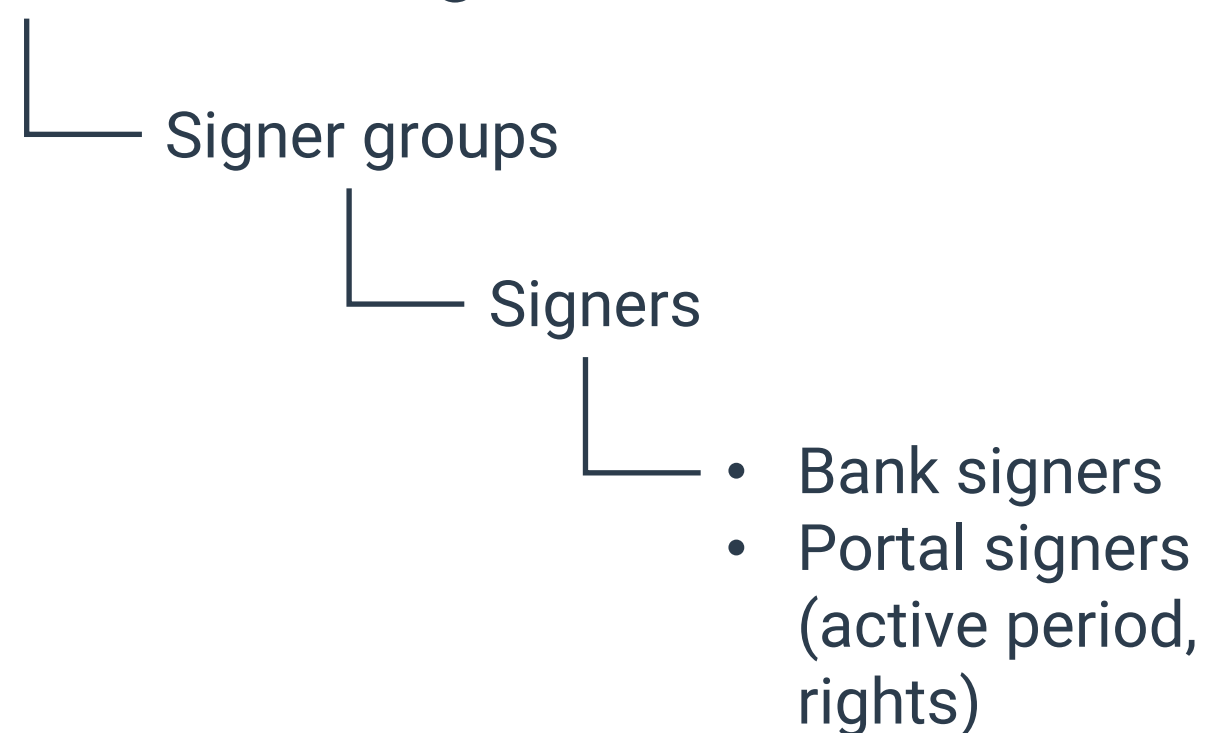 Signer groups
Signers
• Bank signers
• Portal signers
(active period,
rights)